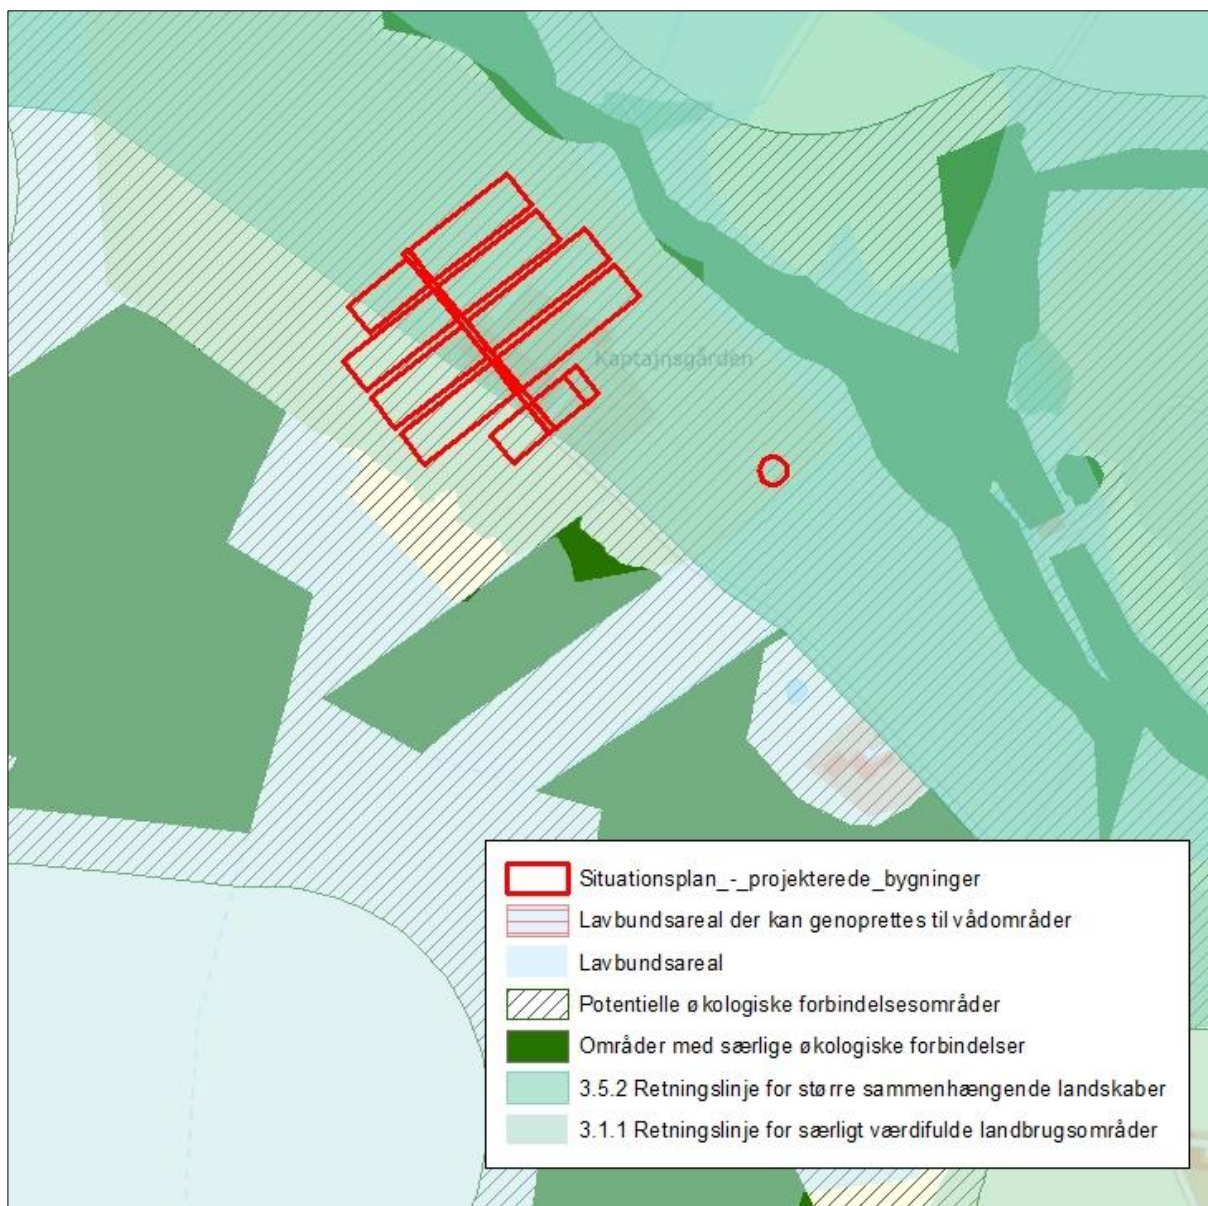 Kaptajnsgården
Situationsplan_-_projekterede_bygninger
Lavbundsareal der kan genoprettes til vådområder
Lavbundsareal
Potentielle økologiske forbindelsesområder
Områder med særlige økologiske forbindelser
3.5.2 Retningslinje for større sammenhængende landskaber
3.1.1 Retningslinje for særligt værdifulde landbrugsområder